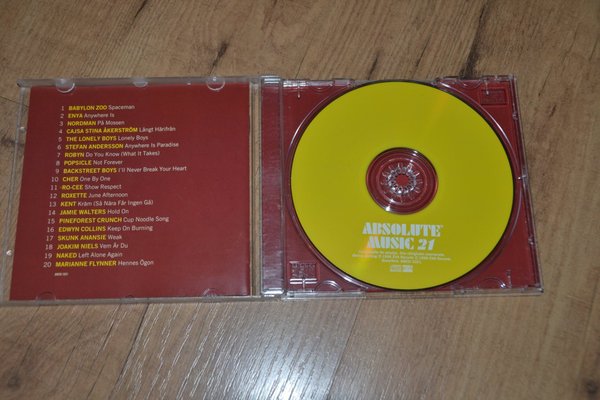 1 BABYLON ZOO Spaceman
2 ENYA Anywhere Is
3 NORDMAN På Mossen
4 CAJSA STINA ÅKERSTRÖM Långt Härifrån
5 THE LONELY BOYS Lonely Boys
6 STEFAN ANDERSSON Anywhere Is Paradise
7 ROBYN Do You Know (What It Takes)
8 POPSICLE Not Forever
9 BACKSTREET BOYS I'll Never Break Your Heart
10 CHER One By One
11 RO-CEE Show Respect
12 ROXETTE June Afternoon
13 KENT Kräm (Så Nära Får Ingen Gå)
14 JAMIE WALTERS Hold On
15 PINEFOREST CRUNCH Cup Noodle Song
16 EDWYN COLLINS Keep On Burning
17 SKUNK ANANSIE Weak
18 JOAKIM NIELS Vem Är Du
19 NAKED Left Alone Again
20 MARIANNE FLYNNER Hennes Ögon
ABSOLUTE
MUSIC 21